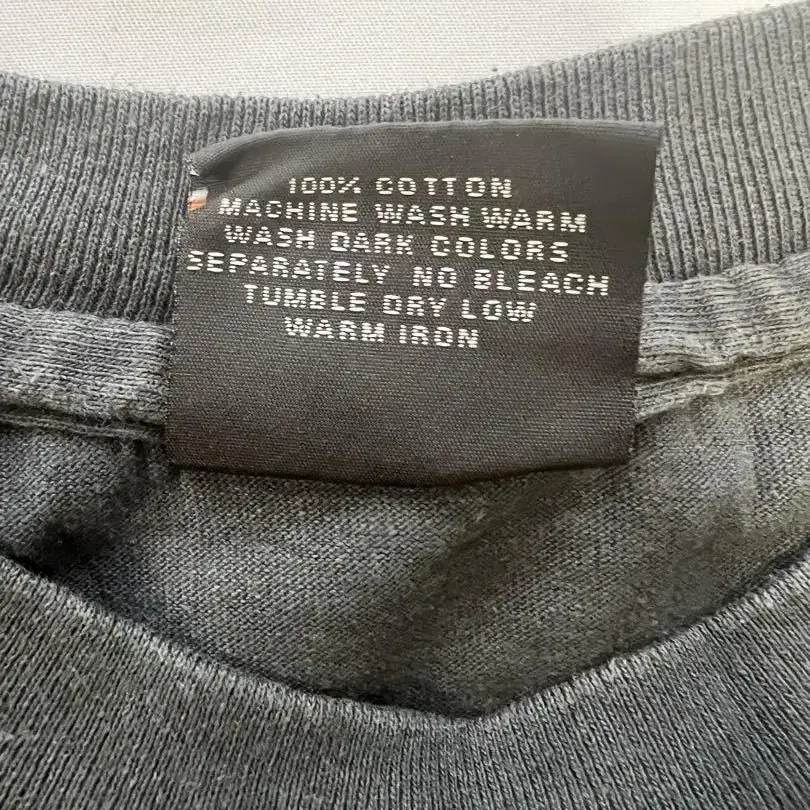 100% COTTON
MACHINE WASH WARM
WASH DARK COLORS
SEPARATELY NO BLEACH
TUMBLE DRY LOW
WARM IRON